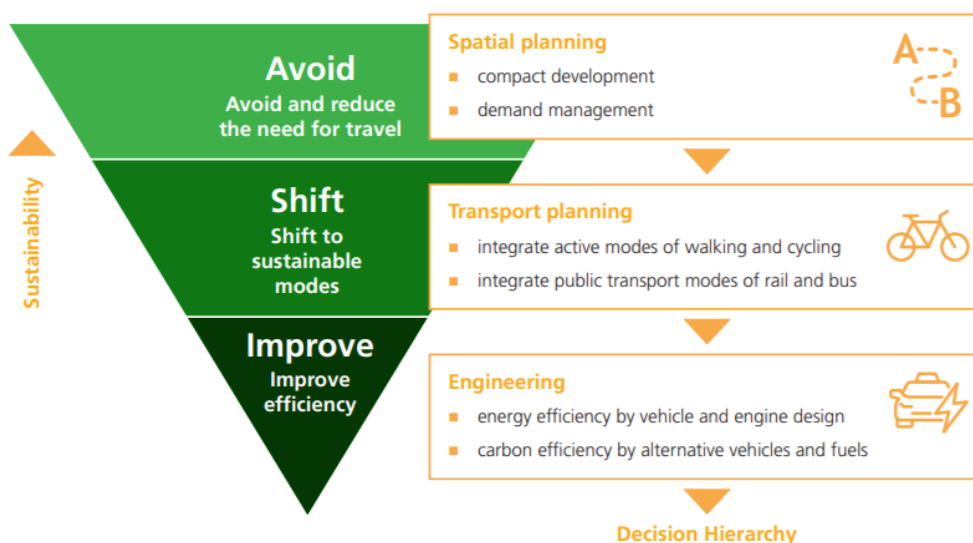 Avoid
Avoid and reduce
the need for travel
Spatial planning
compact development
demand management
A
B
Sustainability
Shift
Shift to
sustainable
modes
Transport planning
integrate active modes of walking and cycling
integrate public transport modes of rail and bus
Improve
Improve
efficiency
Engineering
energy efficiency by vehicle and engine design
carbon efficiency by alternative vehicles and fuels
Decision Hierarchy